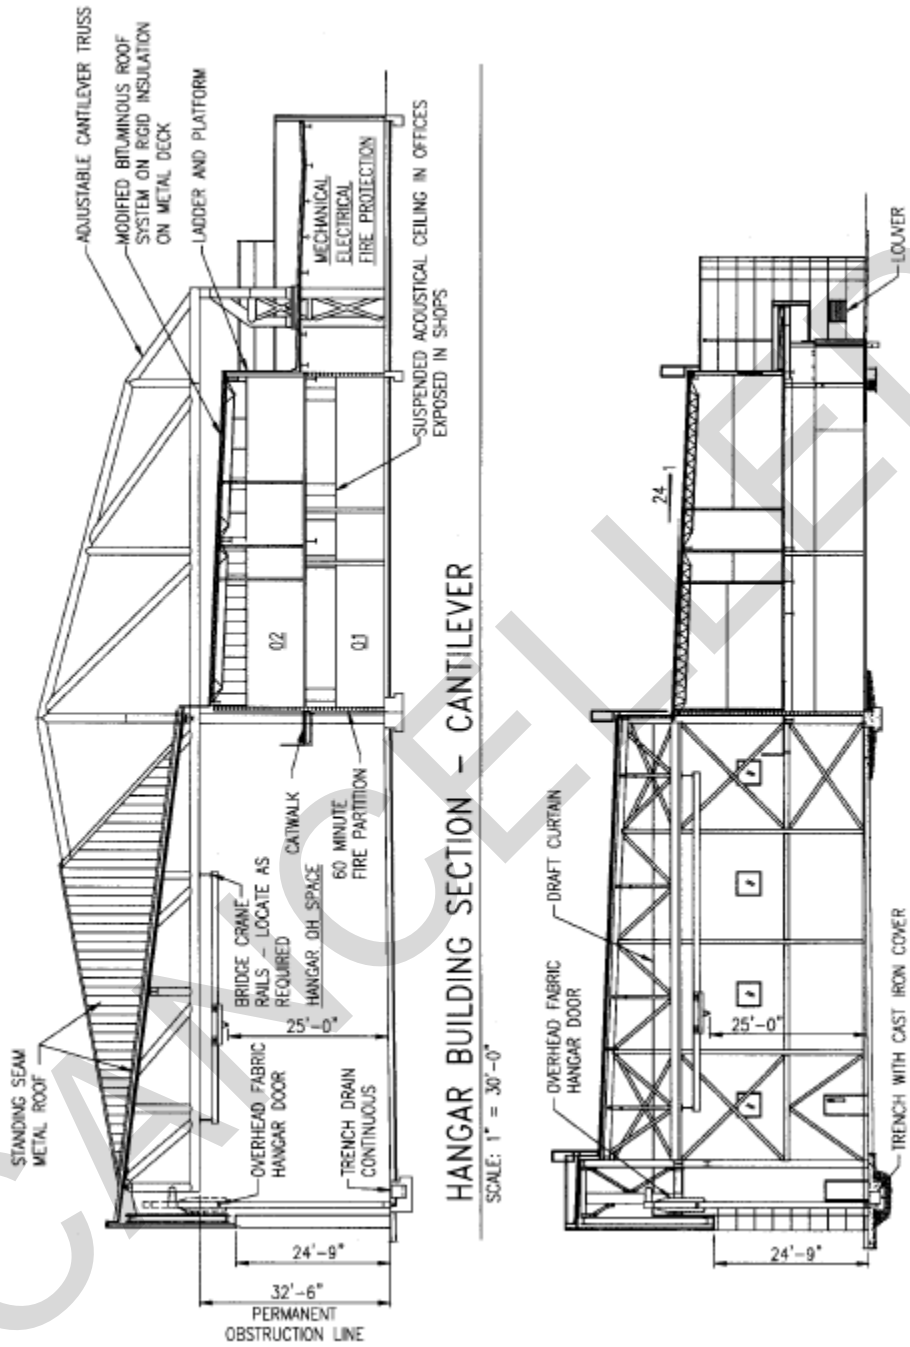 ADJUSTABLE CANTILEVER TRUSS
MODIFIED BITUMINOUS ROOF
SYSTEM ON RIGID INSULATION
ON METAL DECK
LADDER AND PLATFORM
STANDING SEAM
METAL ROOF
MECHANICAL
ELECTRICAL
FIRE PROTECTION
SUSPENDED ACOUSTICAL CEILING IN OFFICES
EXPOSED IN SHOPS
02
01
CATWALK
60 MINUTE
FIRE PARTITION
BRIDGE CRANE
RAILS - LOCATE AS
REQUIRED
HANGAR OH SPACE
25'-0"
OVERHEAD FABRIC
HANGAR DOOR
TRENCH DRAIN
CONTINUOUS
24'-9"
32'-6"
PERMANENT
OBSTRUCTION LINE
HANGAR BUILDING SECTION - CANTILEVER
SCALE: 1" = 30'-0"
24
1
DRAFT CURTAIN
OVERHEAD FABRIC
HANGAR DOOR
25'-0"
24'-9"
LOUVER
TRENCH WITH CAST IRON COVER
CANCELLED